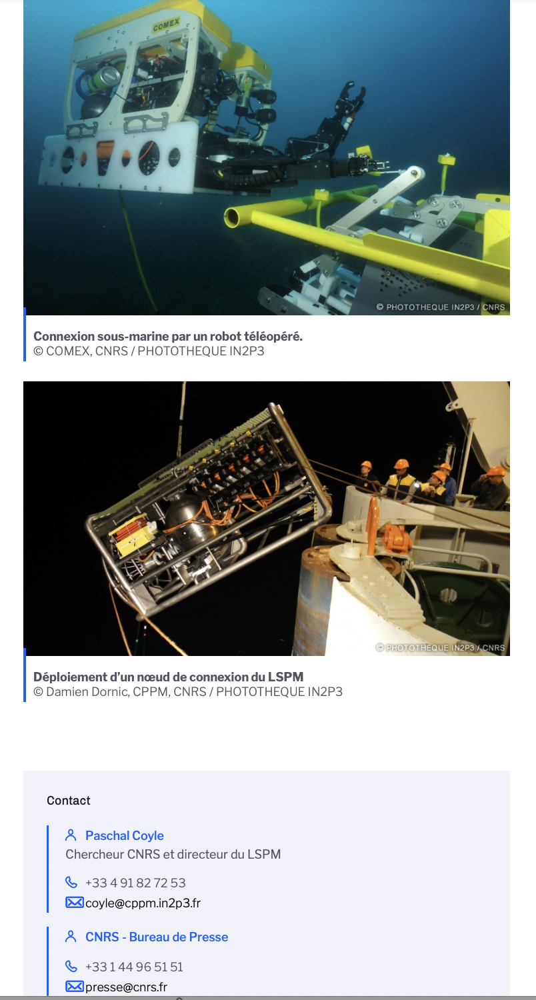 COMEX
© PHOTOTHEQUE IN2P3 / CNRS
Connexion sous-marine par un robot téléopéré.
© COMEX, CNRS / PHOTOTHEQUE IN2P3
© PHOTOTHEQUE IN2P3 / CNRS
Déploiement d’un nœud de connexion du LSPM
© Damien Dornic, CPPM, CNRS / PHOTOTHEQUE IN2P3
Contact
Paschal Coyle
Chercheur CNRS et directeur du LSPM
+33 4 91 82 72 53
coyle@cppm.in2p3.fr
CNRS - Bureau de Presse
+33 1 44 96 51 51
presse@cnrs.fr